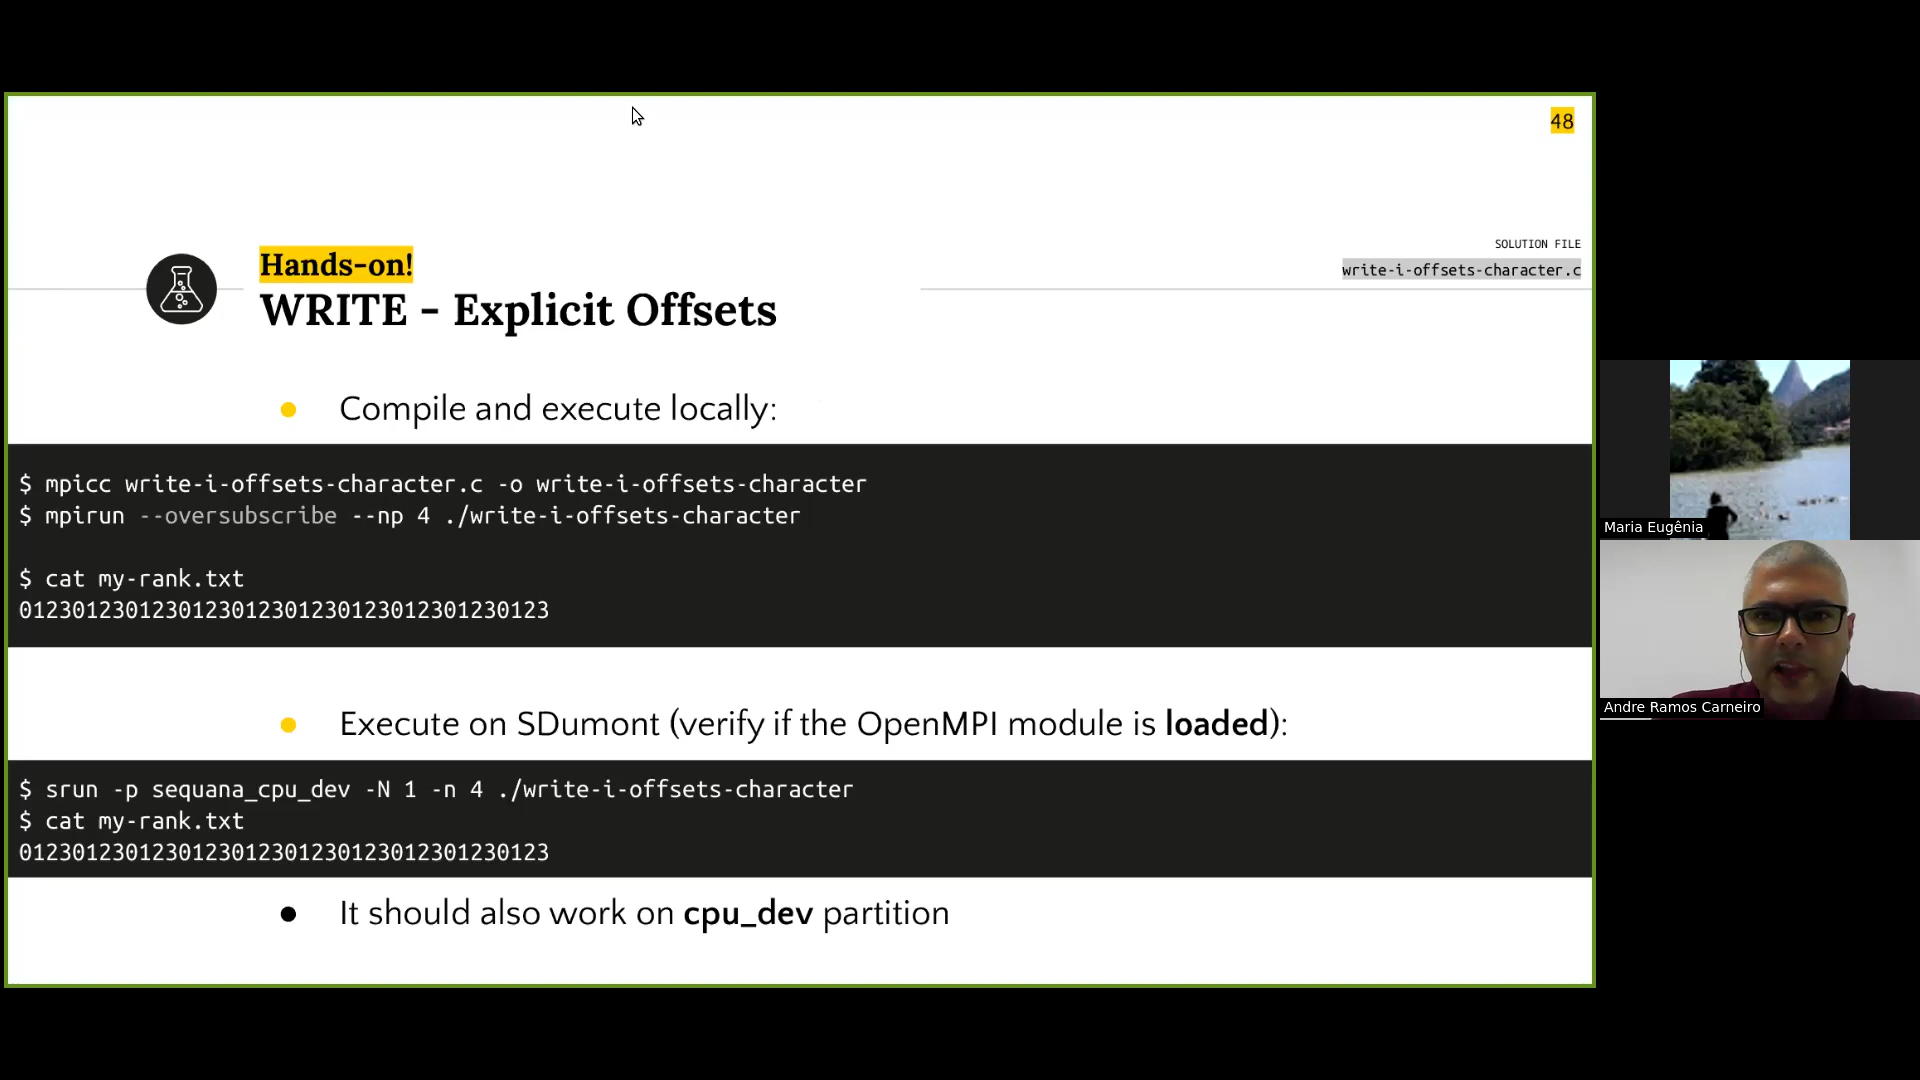 48
SOLUTION FILE
write-i-offsets-character.c
Hands-on!
WRITE - Explicit Offsets
● Compile and execute locally:
$ mpicc write-i-offsets-character.c -o write-i-offsets-character
$ mpirun --oversubscribe --np 4 ./write-i-offsets-character
$ cat my-rank.txt
0123012301230123012301230123012301230123
● Execute on SDumont (verify if the OpenMPI module is loaded):
$ srun -p sequana_cpu_dev -N 1 -n 4 ./write-i-offsets-character
$ cat my-rank.txt
0123012301230123012301230123012301230123
● It should also work on cpu_dev partition
Maria Eugênia
Andre Ramos Carneiro